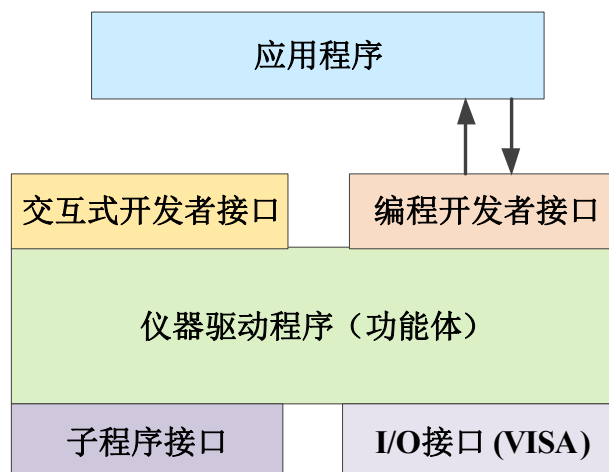 应用程序
交互式开发者接口
编程开发者接口
仪器驱动程序（功能体）
子程序接口
I/O接口 (VISA)